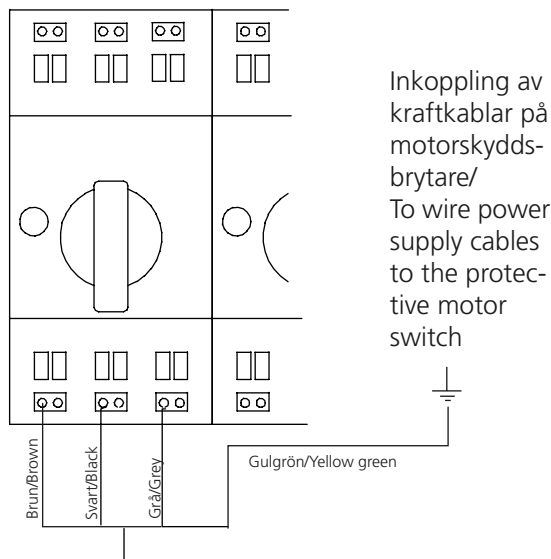 Inkoppling av
kraftkablar på
motorskydds-
brytare/
To wire power
supply cables
to the protec-
tive motor
switch
Brun/Brown
Svart/Black
Grå/Grey
Gulgrön/Yellow green